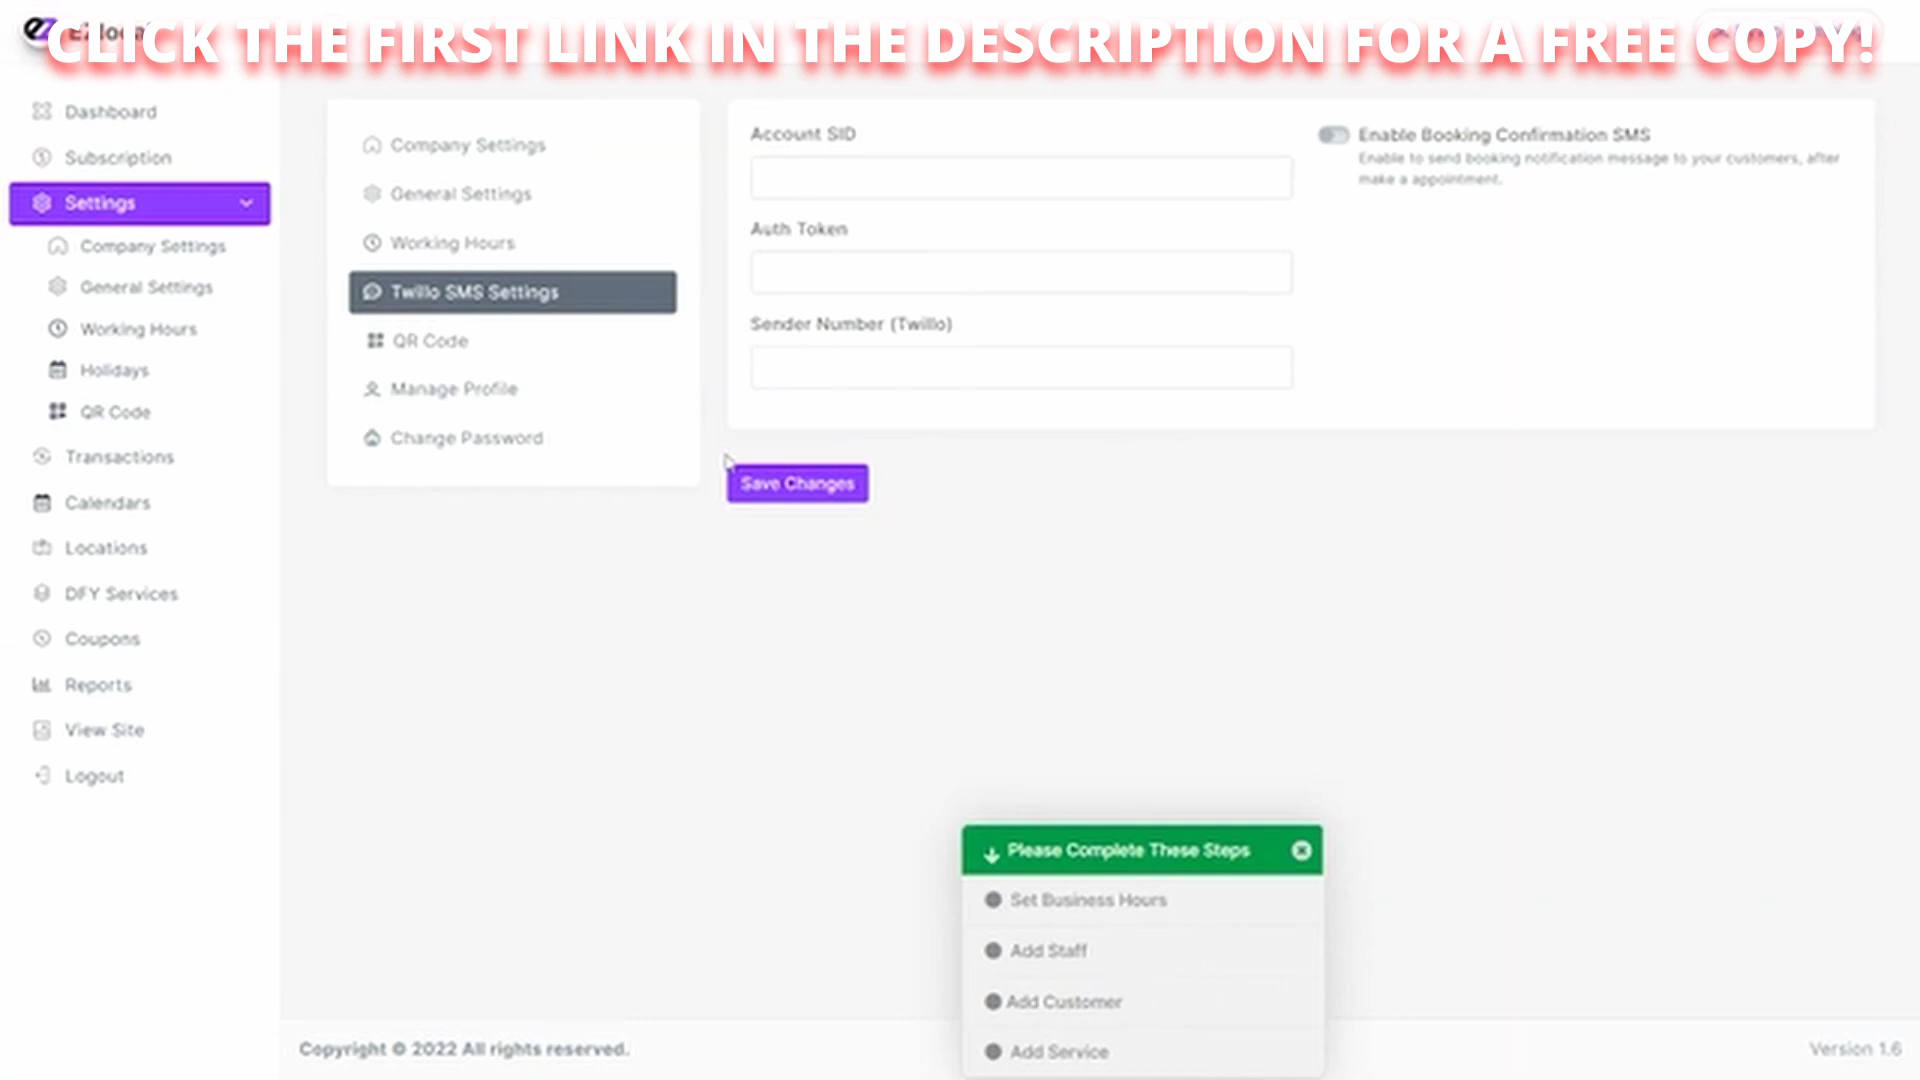 CLICK THE FIRST LINK IN THE DESCRIPTION FOR A FREE COPY!
Dashboard
Subscription
Settings
Company Settings
General Settings
Working Hours
Holidays
QR Code
Transactions
Calendars
Locations
DFY Services
Coupons
Reports
View Site
Logout
Company Settings
General Settings
Working Hours
Twillo SMS Settings
QR Code
Manage Profile
Change Password
Account SID
Auth Token
Sender Number (Twillo)
Enable Booking Confirmation SMS
Enable to send booking notification message to your customers, after
make a appointment.
Save Changes
Please Complete These Steps
Set Business Hours
Add Staff
Add Customer
Add Service
Copyright © 2022 All rights reserved.
Version 1.6